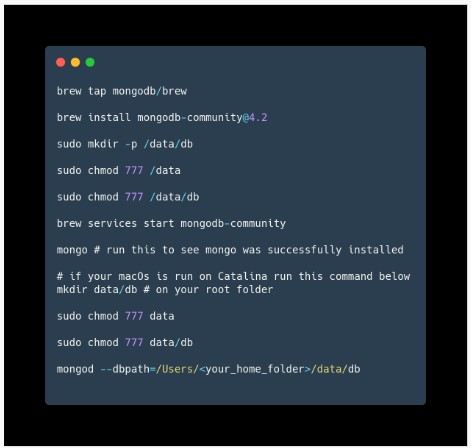 brew tap mongodb/brew
brew install mongodb-community@4.2
sudo mkdir -p /data/db
sudo chmod 777 /data
sudo chmod 777 /data/db
brew services start mongodb-community
mongo # run this to see mongo was successfully installed
# if your macOs is run on Catalina run this command below
mkdir data/db # on your root folder
sudo chmod 777 data
sudo chmod 777 data/db
mongod --dbpath=/Users/<your_home_folder>/data/db